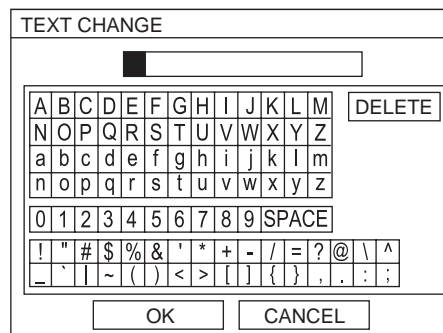 TEXT CHANGE
A B C D E F G H I J K L M DELETE
N O P Q R S T U V W X Y Z
a b c d e f g h i j k l m
n o p q r s t u v w x y z
0 1 2 3 4 5 6 7 8 9 SPACE
! " # $ % & ' * + - / = ? @ \ ^
_ ` | ~ ( ) < > [ ] { } , . : ;
OK CANCEL